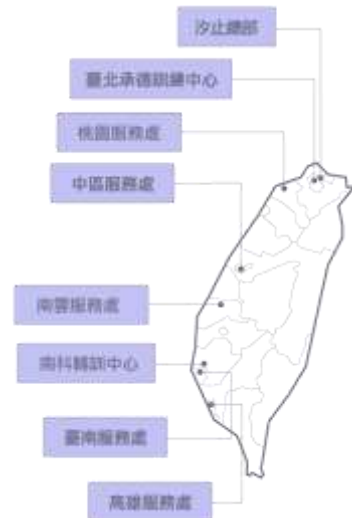 汐止總部
臺北承德訓練中心
桃園服務處
中區服務處
南雲服務處
南科輔訓中心
臺南服務處
高雄服務處